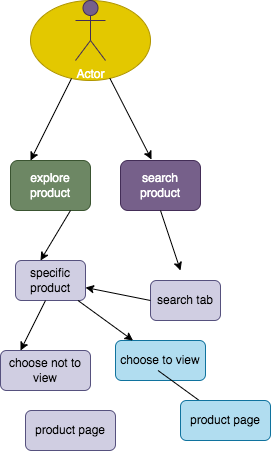 Actor
explore
product
search
product
specific
product
search tab
choose not to
view
choose to view
product page
product page